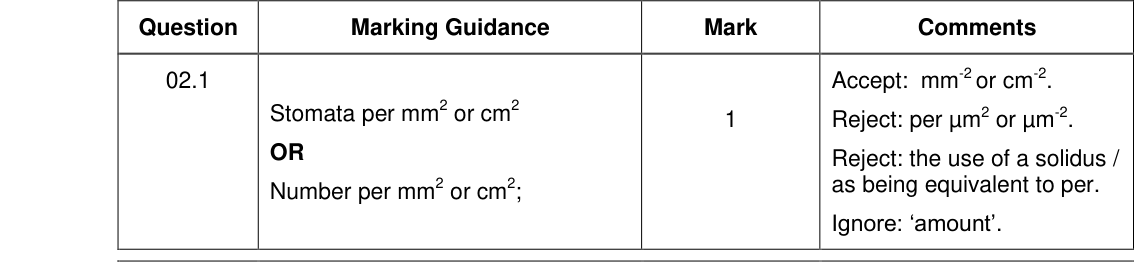 Question Marking Guidance Mark Comments
02.1
Stomata per mm² or cm²
OR
Number per mm² or cm²;
1
Accept:  mm⁻² or cm⁻².
Reject: per µm² or µm⁻².
Reject: the use of a solidus /
as being equivalent to per.
Ignore: ‘amount’.